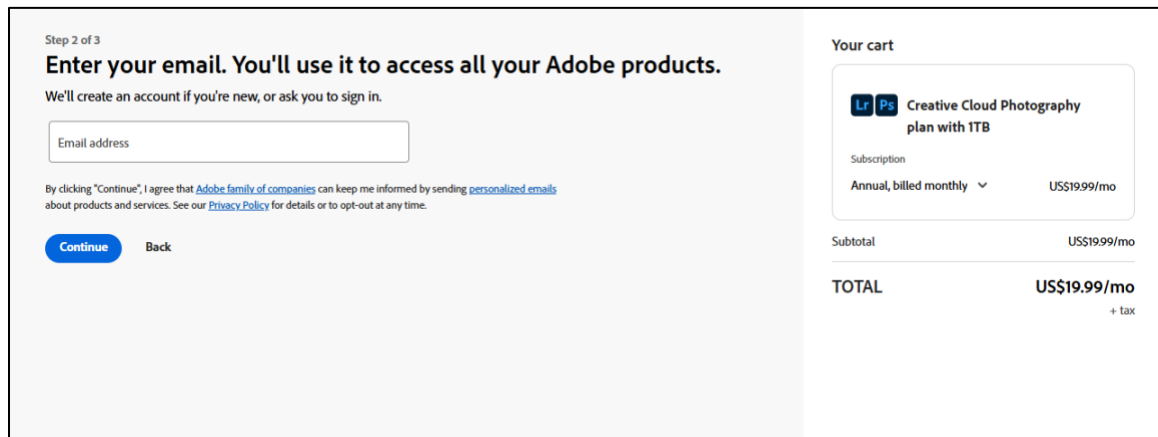 Step 2 of 3
Enter your email. You'll use it to access all your Adobe products.
We'll create an account if you're new, or ask you to sign in.
Email address
By clicking "Continue", I agree that Adobe family of companies can keep me informed by sending personalized emails
about products and services. See our Privacy Policy for details or to opt-out at any time.
Continue Back
Your cart
Lr Ps Creative Cloud Photography
plan with 1TB
Subscription
Annual, billed monthly US$19.99/mo
Subtotal US$19.99/mo
TOTAL US$19.99/mo
+ tax